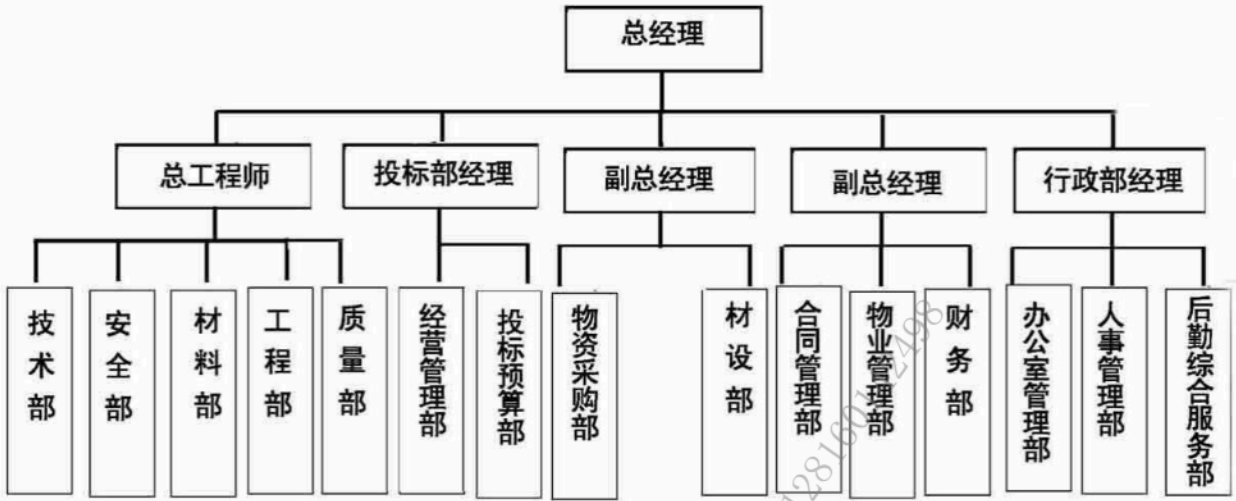 总经理
总工程师
投标部经理
副总经理
副总经理
行政部经理
技术部
安全部
材料部
工程部
质量部
经营管理部
投标预算部
物资采购部
材设部
合同管理部
物业管理部
财务部
办公室管理部
人事管理部
后勤综合服务部